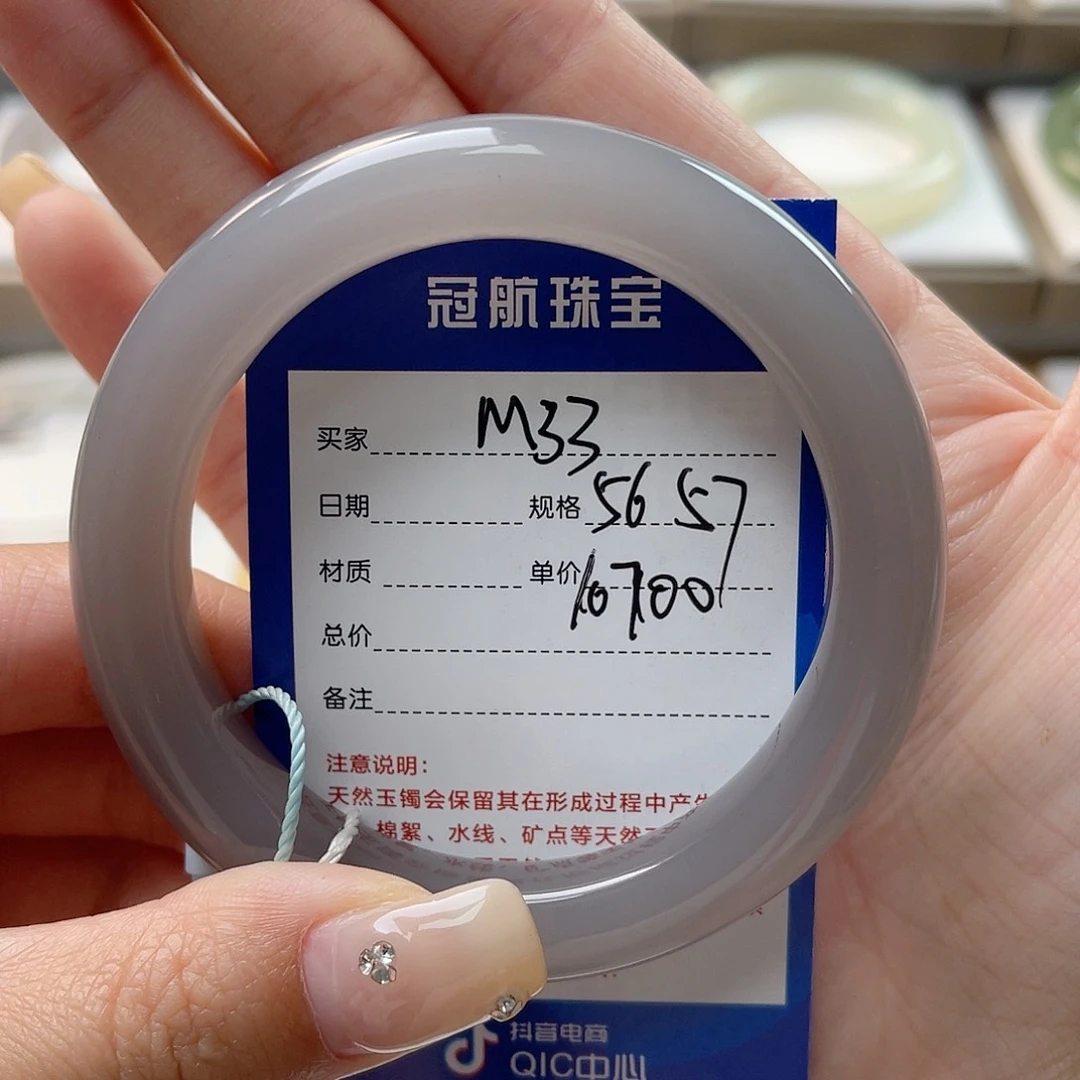 冠航珠宝
买家 M33
日期 规格 56 57
材质 单价 10700
总价
备注
注意说明：
天然玉镯会保留其在形成过程中产生
棉絮、水线、矿点等天然
抖音电商
QIC中心